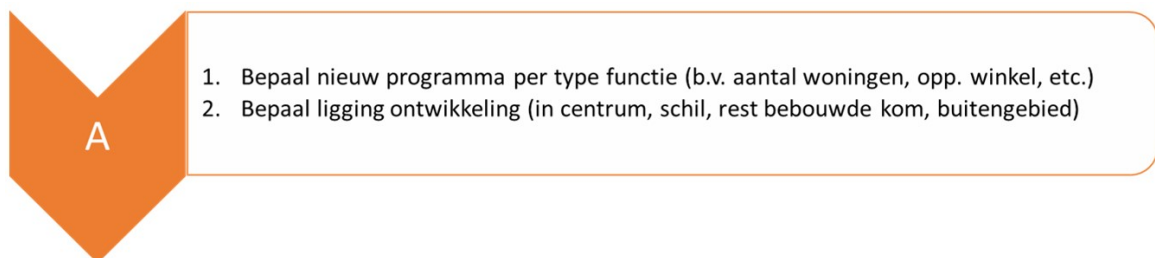 A
1. Bepaal nieuw programma per type functie (b.v. aantal woningen, opp. winkel, etc.)
2. Bepaal ligging ontwikkeling (in centrum, schil, rest bebouwde kom, buitengebied)